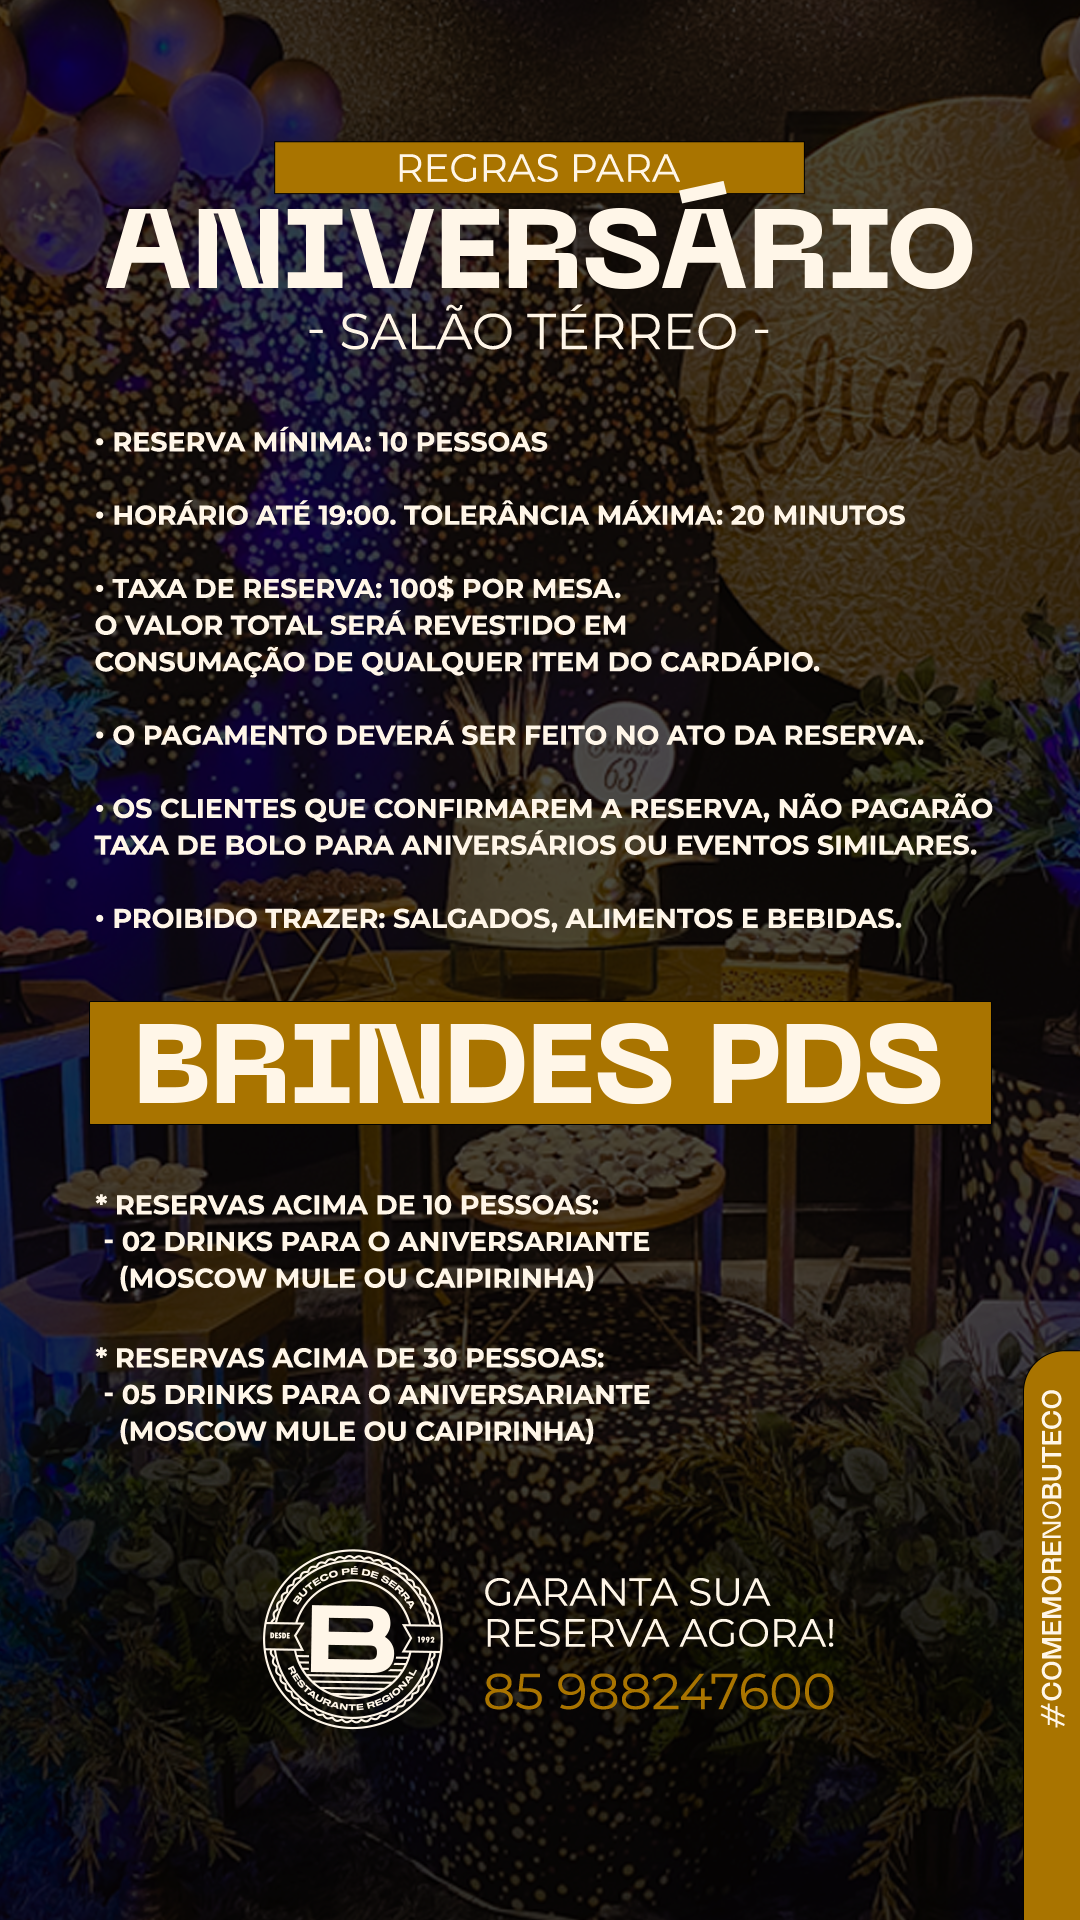 REGRAS PARA
ANIVERSÁRIO
- SALÃO TÉRREO -
Felicida
• RESERVA MÍNIMA: 10 PESSOAS
• HORÁRIO ATÉ 19:00. TOLERÂNCIA MÁXIMA: 20 MINUTOS
• TAXA DE RESERVA: 100$ POR MESA.
O VALOR TOTAL SERÁ REVESTIDO EM
CONSUMAÇÃO DE QUALQUER ITEM DO CARDÁPIO.
• O PAGAMENTO DEVERÁ SER FEITO NO ATO DA RESERVA.
63!
• OS CLIENTES QUE CONFIRMAREM A RESERVA, NÃO PAGARÃO
TAXA DE BOLO PARA ANIVERSÁRIOS OU EVENTOS SIMILARES.
• PROIBIDO TRAZER: SALGADOS, ALIMENTOS E BEBIDAS.
BRINDES PDS
* RESERVAS ACIMA DE 10 PESSOAS:
- 02 DRINKS PARA O ANIVERSARIANTE
(MOSCOW MULE OU CAIPIRINHA)
* RESERVAS ACIMA DE 30 PESSOAS:
- 05 DRINKS PARA O ANIVERSARIANTE
(MOSCOW MULE OU CAIPIRINHA)
BUTECO PÉ DE SERRA
DESDE
B
1992
RESTAURANTE REGIONAL
GARANTA SUA
RESERVA AGORA!
85 988247600
#COMEMORENOBUTECO